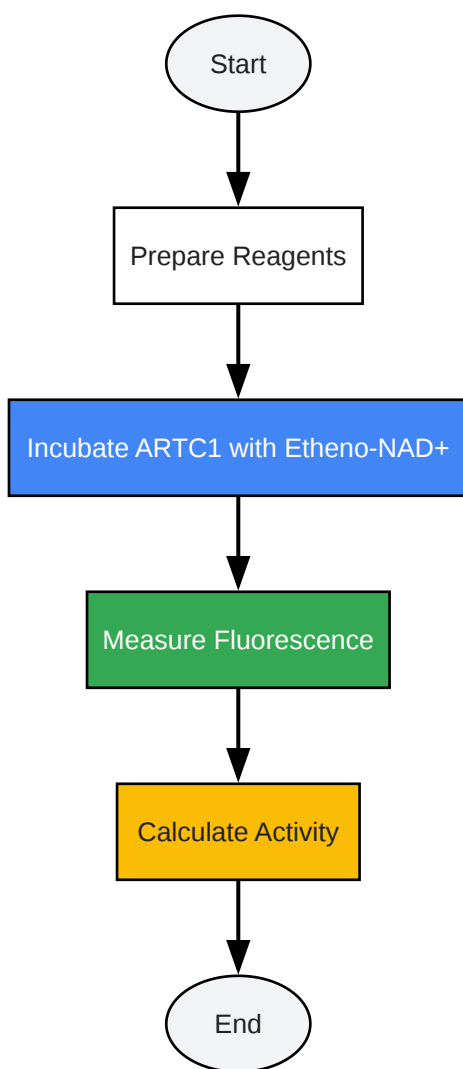 Start
Prepare Reagents
Incubate ARTC1 with Etheno-NAD+
Measure Fluorescence
Calculate Activity
End